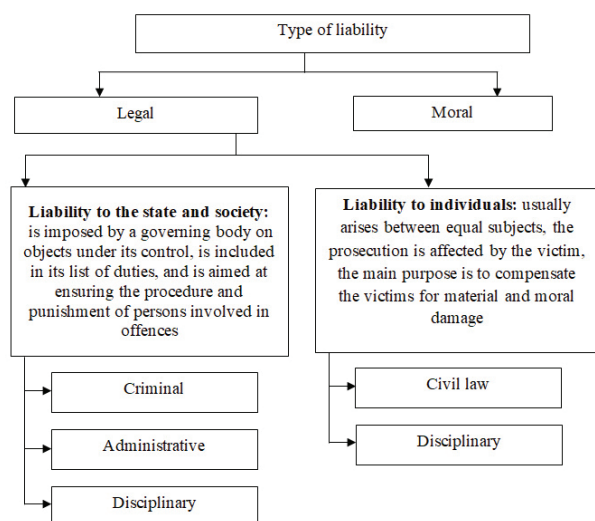 Type of liability
Legal
Moral
Liability to the state and society:
is imposed by a governing body on
objects under its control, is included
in its list of duties, and is aimed at
ensuring the procedure and
punishment of persons involved in
offences
Liability to individuals: usually
arises between equal subjects, the
prosecution is affected by the victim,
the main purpose is to compensate
the victims for material and moral
damage
Criminal
Administrative
Disciplinary
Civil law
Disciplinary